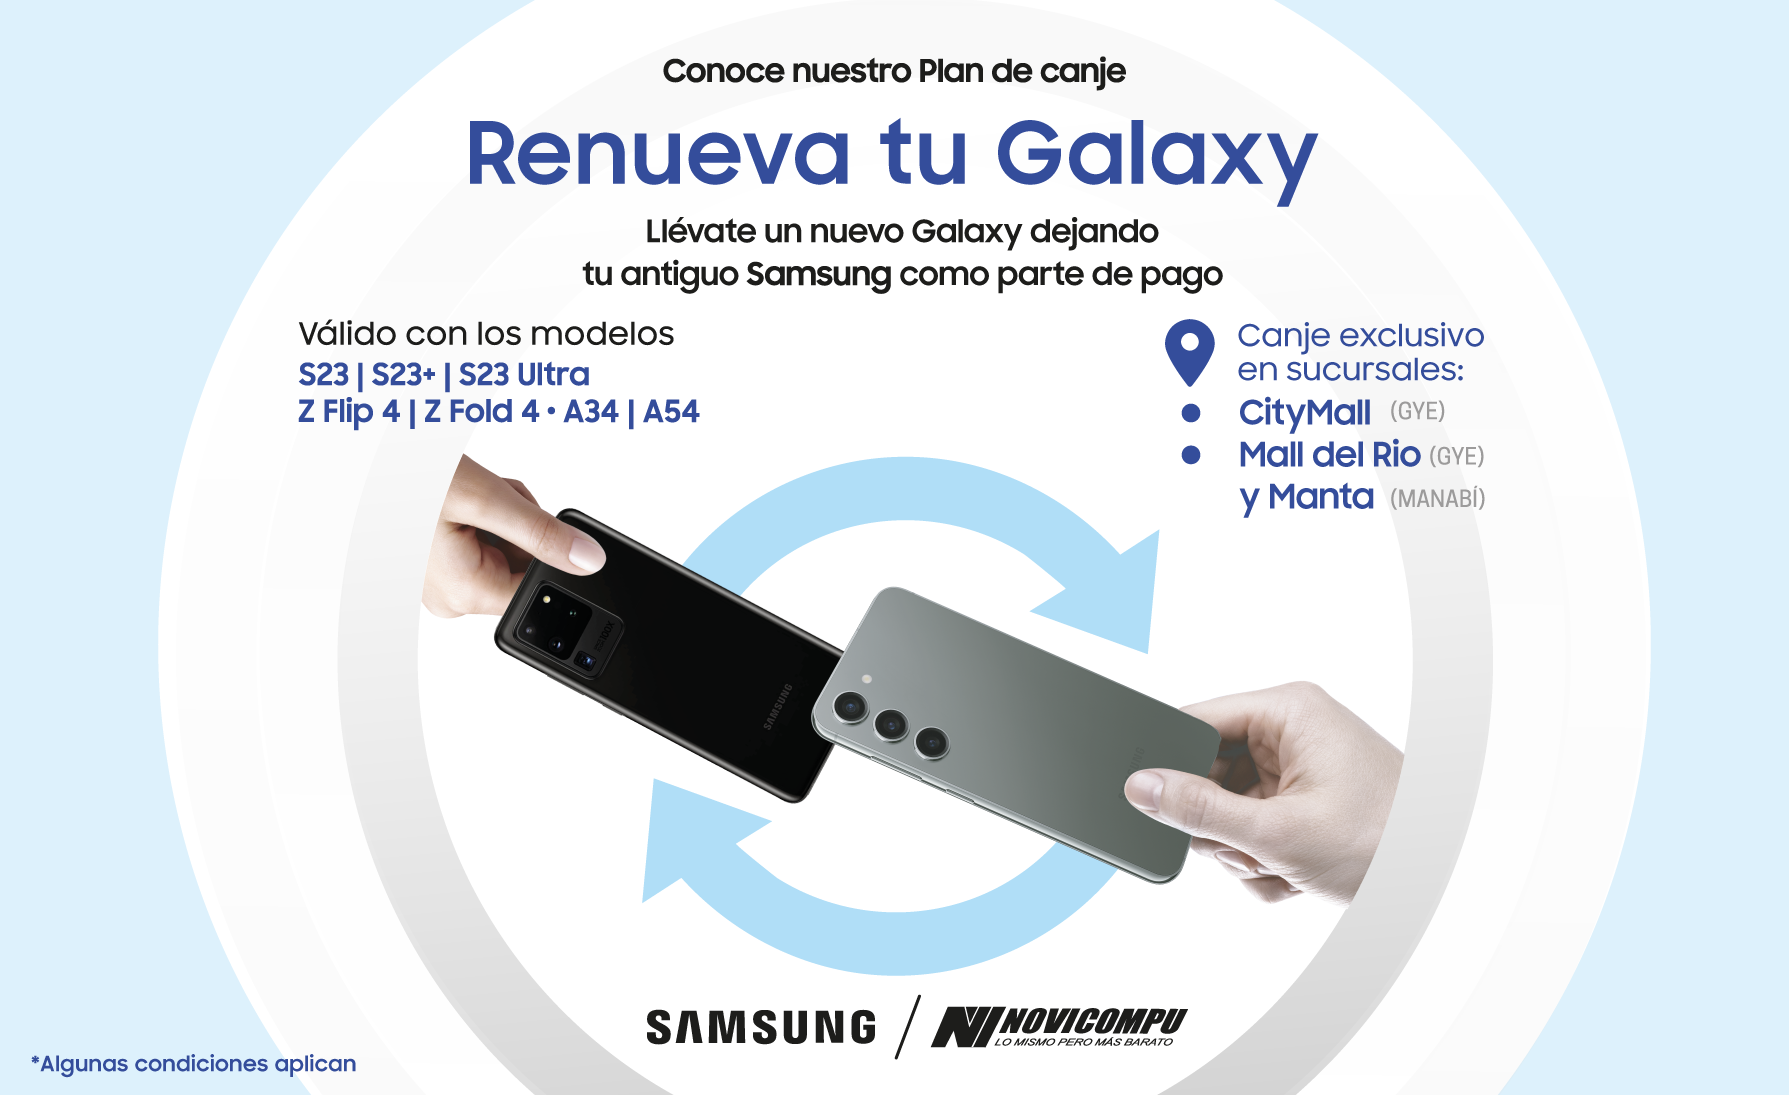 Conoce nuestro Plan de canje
Renueva tu Galaxy
Llévate un nuevo Galaxy dejando
tu antiguo Samsung como parte de pago
Válido con los modelos
S23 | S23+ | S23 Ultra
Z Flip 4 | Z Fold 4 • A34 | A54
Canje exclusivo
en sucursales:
• CityMall (GYE)
• Mall del Rio (GYE)
y Manta (MANABÍ)
100X
SAMSUNG
SAMSUNG / NOVICOMPU
LO MISMO PERO MÁS BARATO
*Algunas condiciones aplican